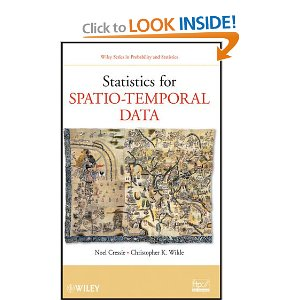 Click to LOOK INSIDE!
Wiley Series in Probability and Statistics
Statistics for
SPATIO-TEMPORAL
DATA
Noel Cressie • Christopher K. Wikle
WILEY